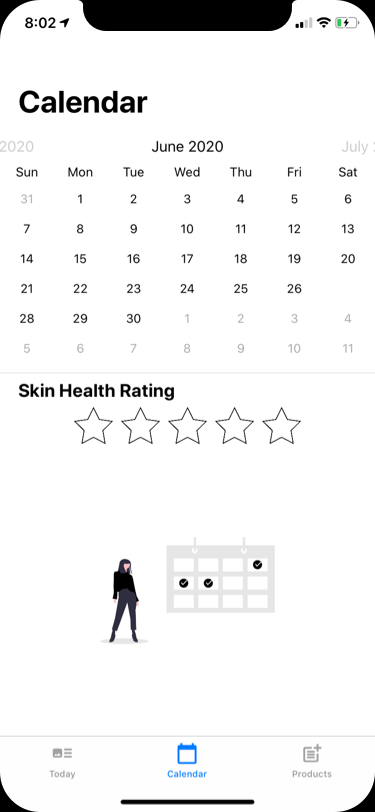 8:02
Calendar
2020 June 2020 July
Sun Mon Tue Wed Thu Fri Sat
31 1 2 3 4 5 6
7 8 9 10 11 12 13
14 15 16 17 18 19 20
21 22 23 24 25 26
28 29 30 1 2 3 4
5 6 7 8 9 10 11
Skin Health Rating
Today Calendar Products